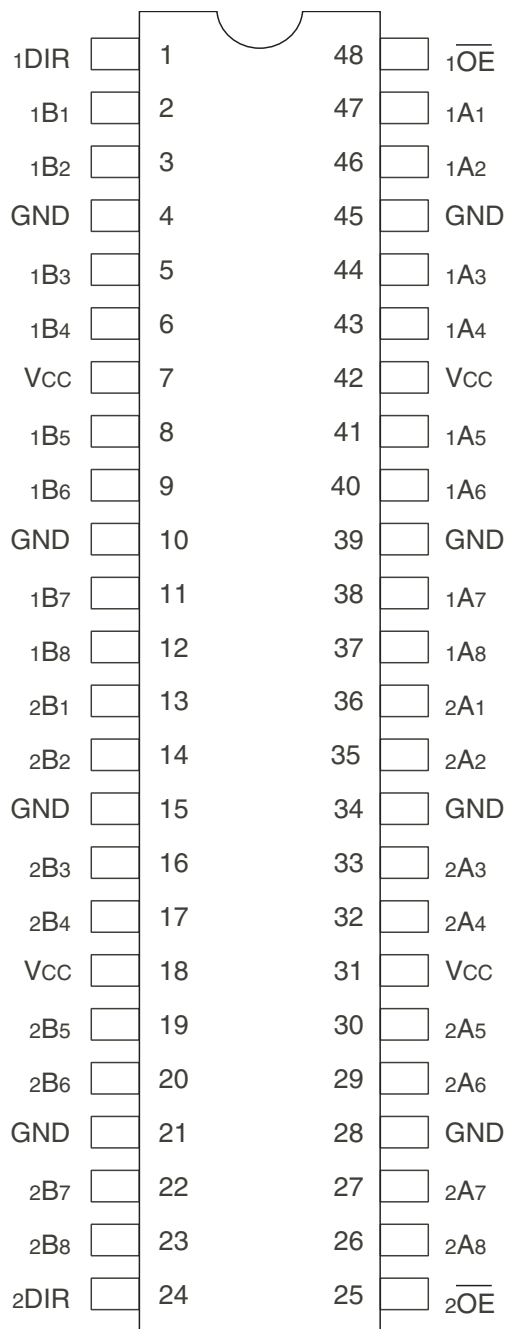 1DIR 1 48 1OE
1B1 2 47 1A1
1B2 3 46 1A2
GND 4 45 GND
1B3 5 44 1A3
1B4 6 43 1A4
VCC 7 42 VCC
1B5 8 41 1A5
1B6 9 40 1A6
GND 10 39 GND
1B7 11 38 1A7
1B8 12 37 1A8
2B1 13 36 2A1
2B2 14 35 2A2
GND 15 34 GND
2B3 16 33 2A3
2B4 17 32 2A4
VCC 18 31 VCC
2B5 19 30 2A5
2B6 20 29 2A6
GND 21 28 GND
2B7 22 27 2A7
2B8 23 26 2A8
2DIR 24 25 2OE